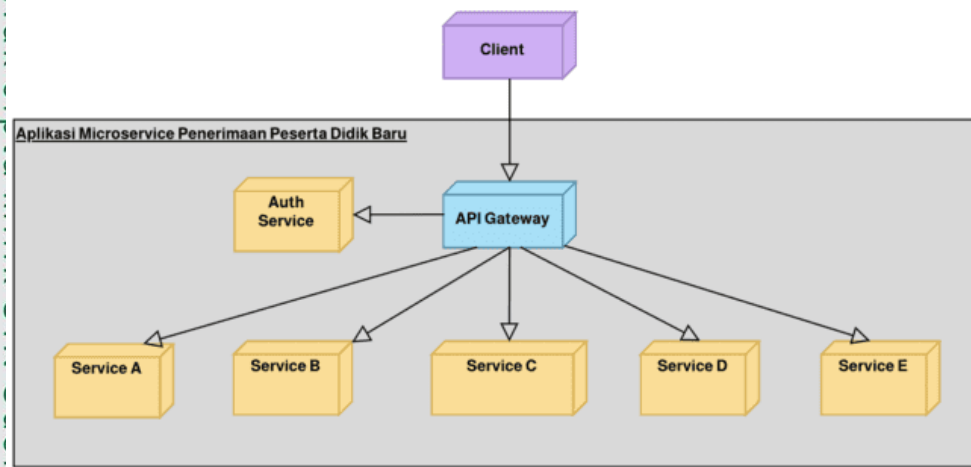 Client
Aplikasi Microservice Penerimaan Peserta Didik Baru
Auth
Service
API Gateway
Service A
Service B
Service C
Service D
Service E